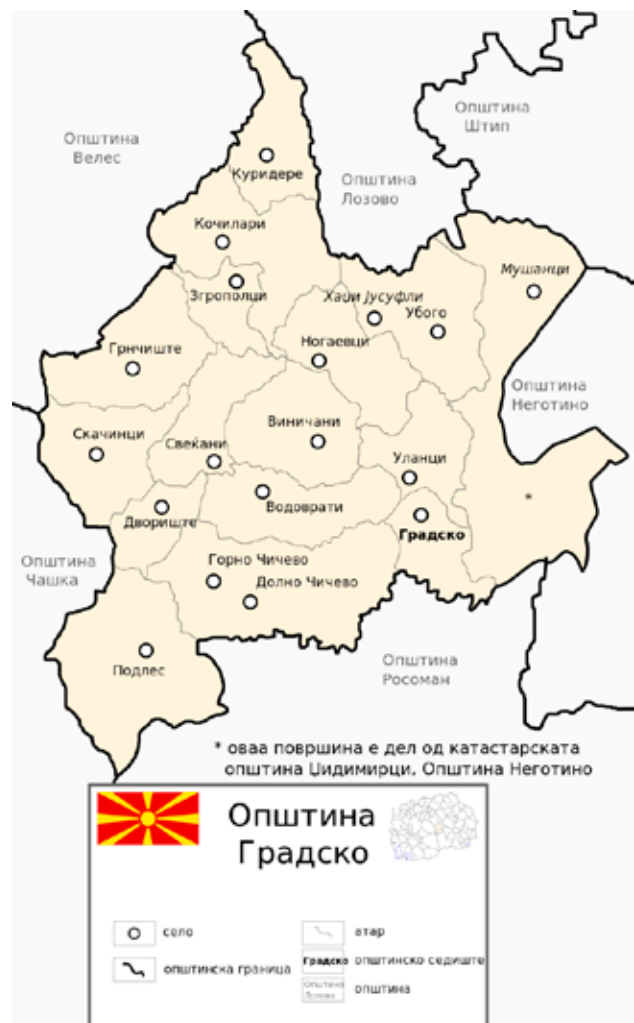 Општина
Штип
Општина
Велес
Куридере
Општина
Лозово
Кочилари
Мушанци
Згрополци
Хаџи Јусуфли
Убого
Ногаевци
Грнчиште
Општина
Неготино
Виничани
Скачинци
Свеќани
Уланци
*
Водоврати
Двориште
Градско
Општина
Чашка
Горно Чичево
Долно Чичево
Подлес
Општина
Росоман
* оваа површина е дел од катастарската
општина Џидимирци, Општина Неготино
Општина
Градско
село
атар
општинска граница
Градско
општинско седиште
Општина
Лозово
општина